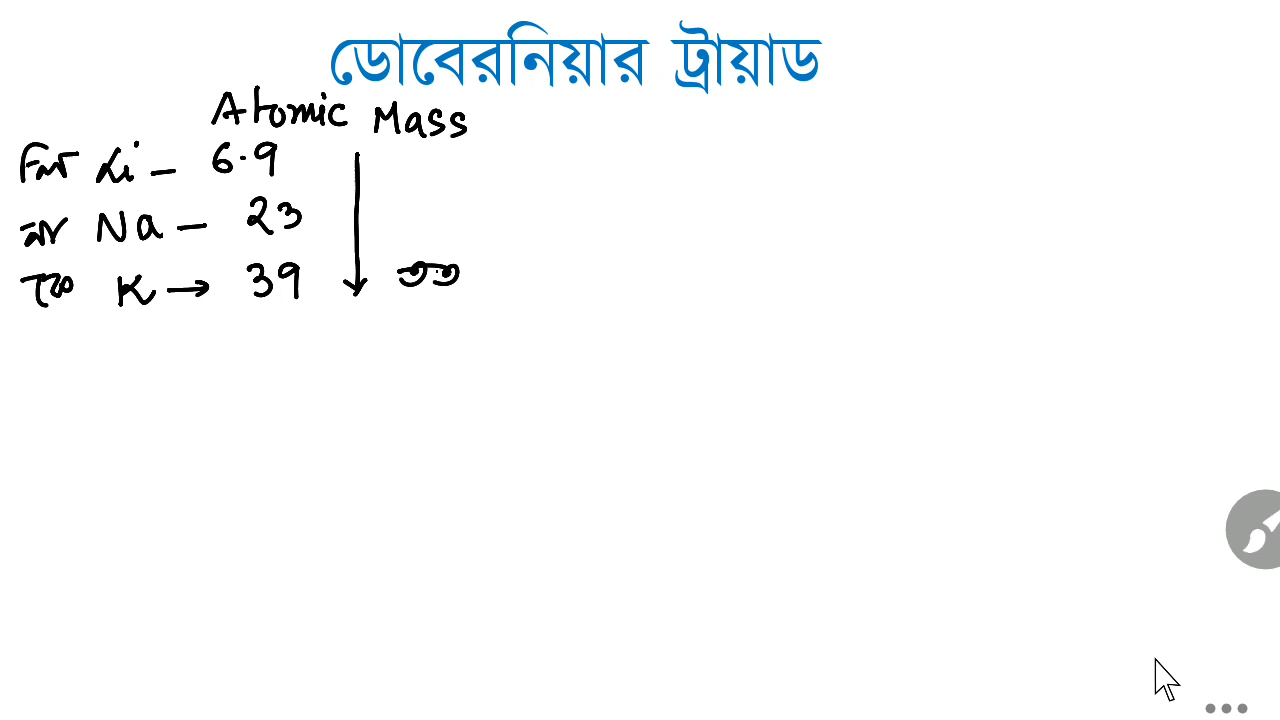 ডোবেরনিয়ার ট্রায়াড
Atomic Mass
Li - 6.9
না Na - 23
K → 39